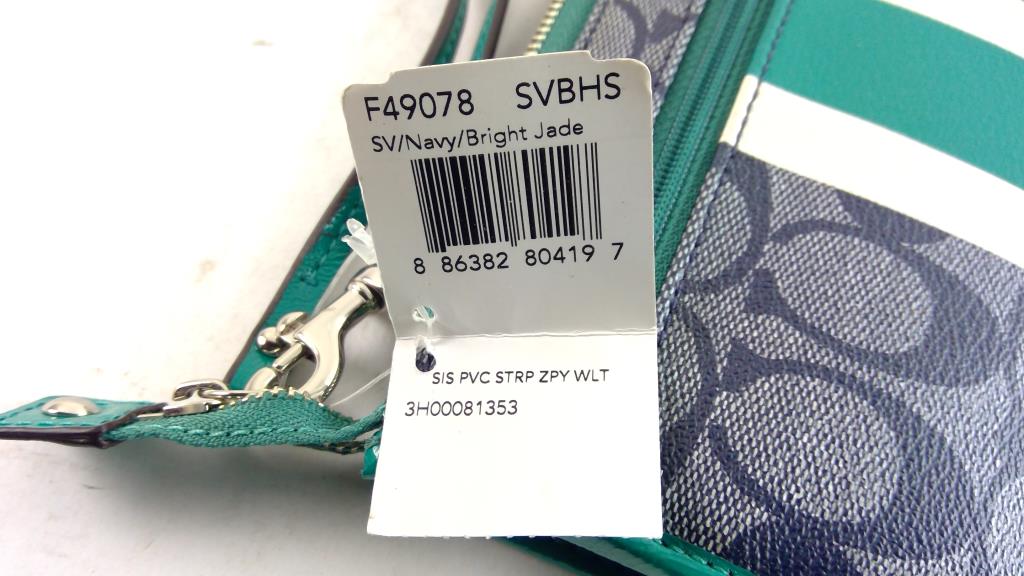 F49078 SVBHS
SV/Navy/Bright Jade
8 86382 80419 7
SIS PVC STRP ZPY WLT
3H00081353